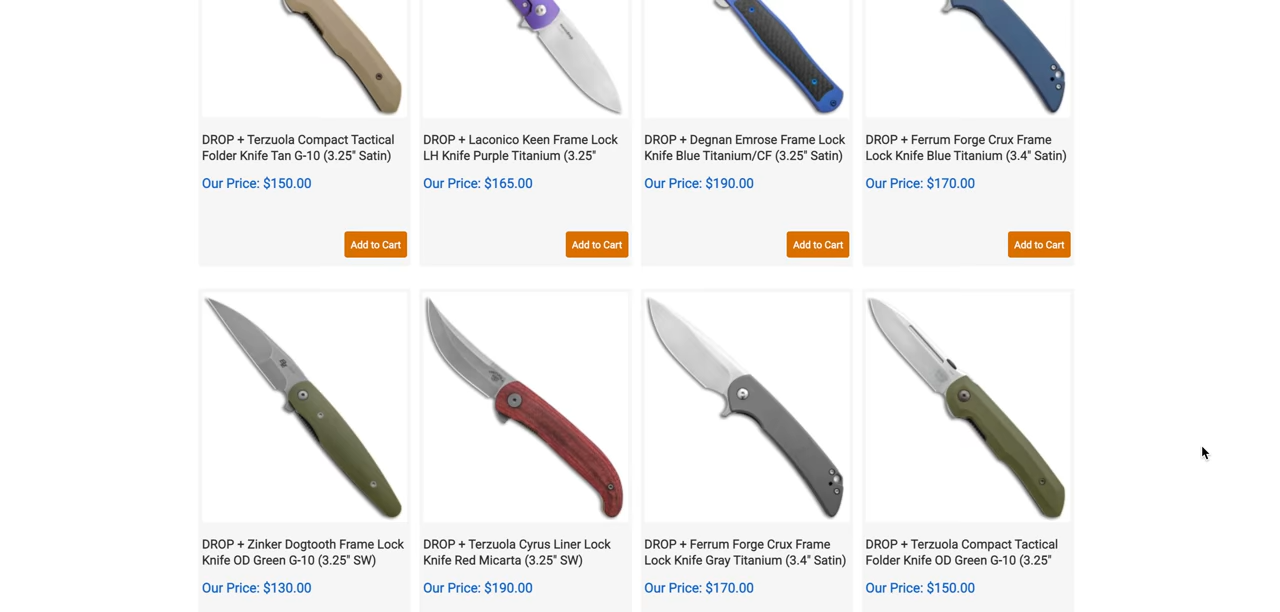 DROP + Terzuola Compact Tactical
Folder Knife Tan G-10 (3.25" Satin)
Our Price: $150.00
Add to Cart
DROP + Laconico Keen Frame Lock
LH Knife Purple Titanium (3.25"
Our Price: $165.00
Add to Cart
DROP + Degnan Emrose Frame Lock
Knife Blue Titanium/CF (3.25" Satin)
Our Price: $190.00
Add to Cart
DROP + Ferrum Forge Crux Frame
Lock Knife Blue Titanium (3.4" Satin)
Our Price: $170.00
Add to Cart
DROP + Zinker Dogtooth Frame Lock
Knife OD Green G-10 (3.25" SW)
Our Price: $130.00
DROP + Terzuola Cyrus Liner Lock
Knife Red Micarta (3.25" SW)
Our Price: $190.00
DROP + Ferrum Forge Crux Frame
Lock Knife Gray Titanium (3.4" Satin)
Our Price: $170.00
DROP + Terzuola Compact Tactical
Folder Knife OD Green G-10 (3.25"
Our Price: $150.00